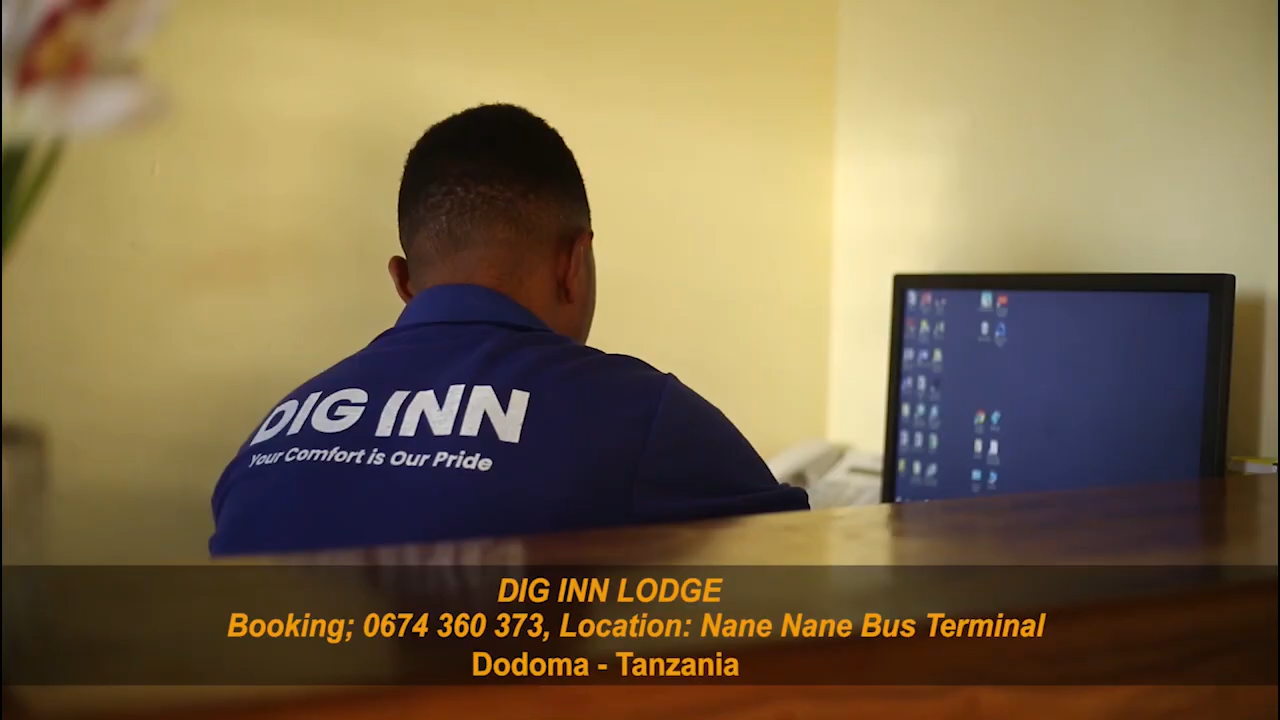 DIG INN
Your Comfort is Our Pride
DIG INN LODGE
Booking; 0674 360 373, Location: Nane Nane Bus Terminal
Dodoma - Tanzania